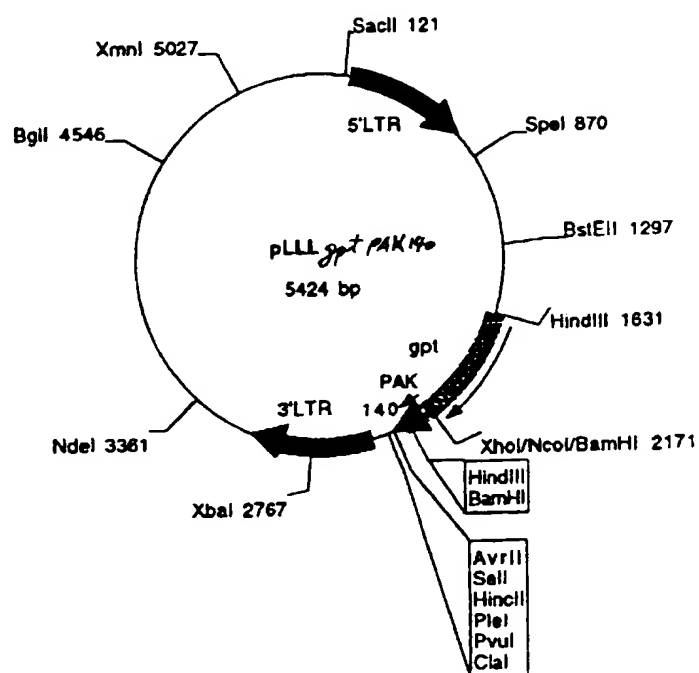 SacII 121
XmnI 5027
5'LTR
SpeI 870
BglI 4546
BstEII 1297
pLLL gpt PAK 140
5424 bp
HindIII 1631
gpt
PAK
3'LTR
140
NdeI 3361
XhoI/NcoI/BamHI 2171
XbaI 2767
HindIII
BamHI
AvrII
SalI
HincII
PleI
PvuI
ClaI